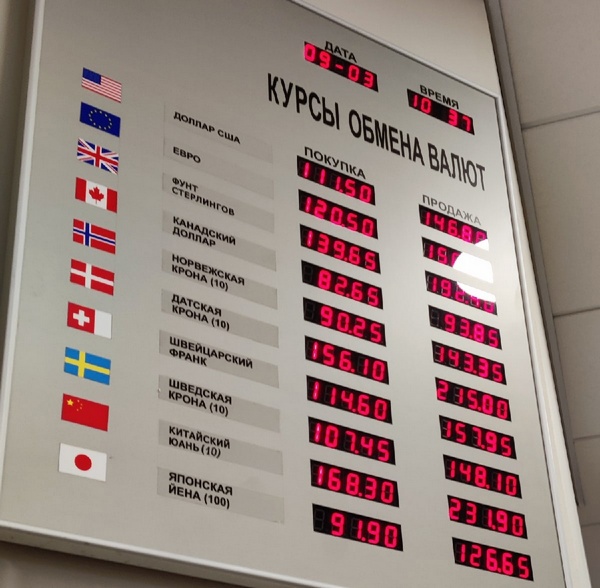 ДАТА
09-03
ВРЕМЯ
10 37
КУРСЫ ОБМЕНА ВАЛЮТ
ПОКУПКА
ПРОДАЖА
ДОЛЛАР США
111.50
ЕВРО
120.50
ФУНТ
СТЕРЛИНГОВ
139.65
КАНАДСКИЙ
ДОЛЛАР
82.65 93.85
НОРВЕЖСКАЯ
КРОНА (10)
90.25 193.35
ДАТСКАЯ
КРОНА (10)
156.10 215.00
ШВЕЙЦАРСКИЙ
ФРАНК
114.60 157.95
ШВЕДСКАЯ
КРОНА (10)
107.45 148.10
КИТАЙСКИЙ
ЮАНЬ (10)
168.30 231.90
ЯПОНСКАЯ
ЙЕНА (100)
91.90 126.65